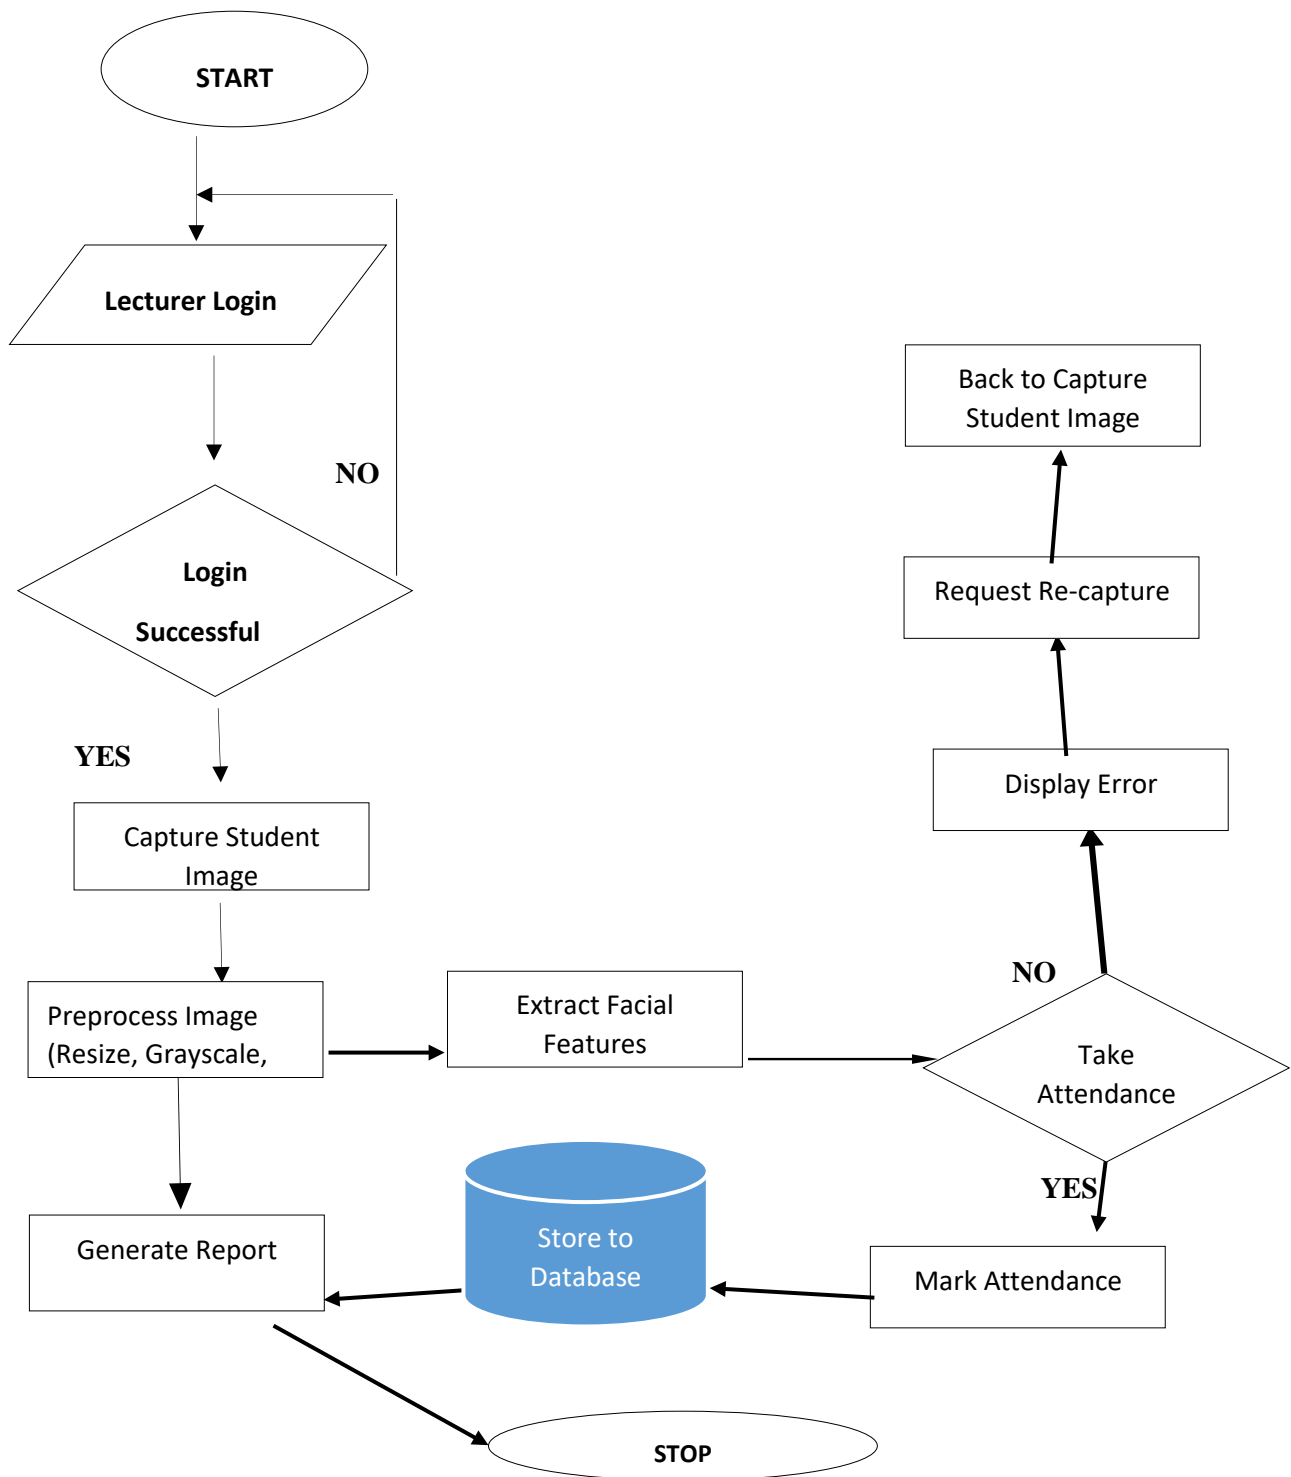 START
Lecturer Login
NO
Login
Successful
YES
Capture Student
Image
Preprocess Image
(Resize, Grayscale,
Extract Facial
Features
Take
Attendance
NO
Display Error
Request Re-capture
Back to Capture
Student Image
YES
Mark Attendance
Store to
Database
Generate Report
STOP